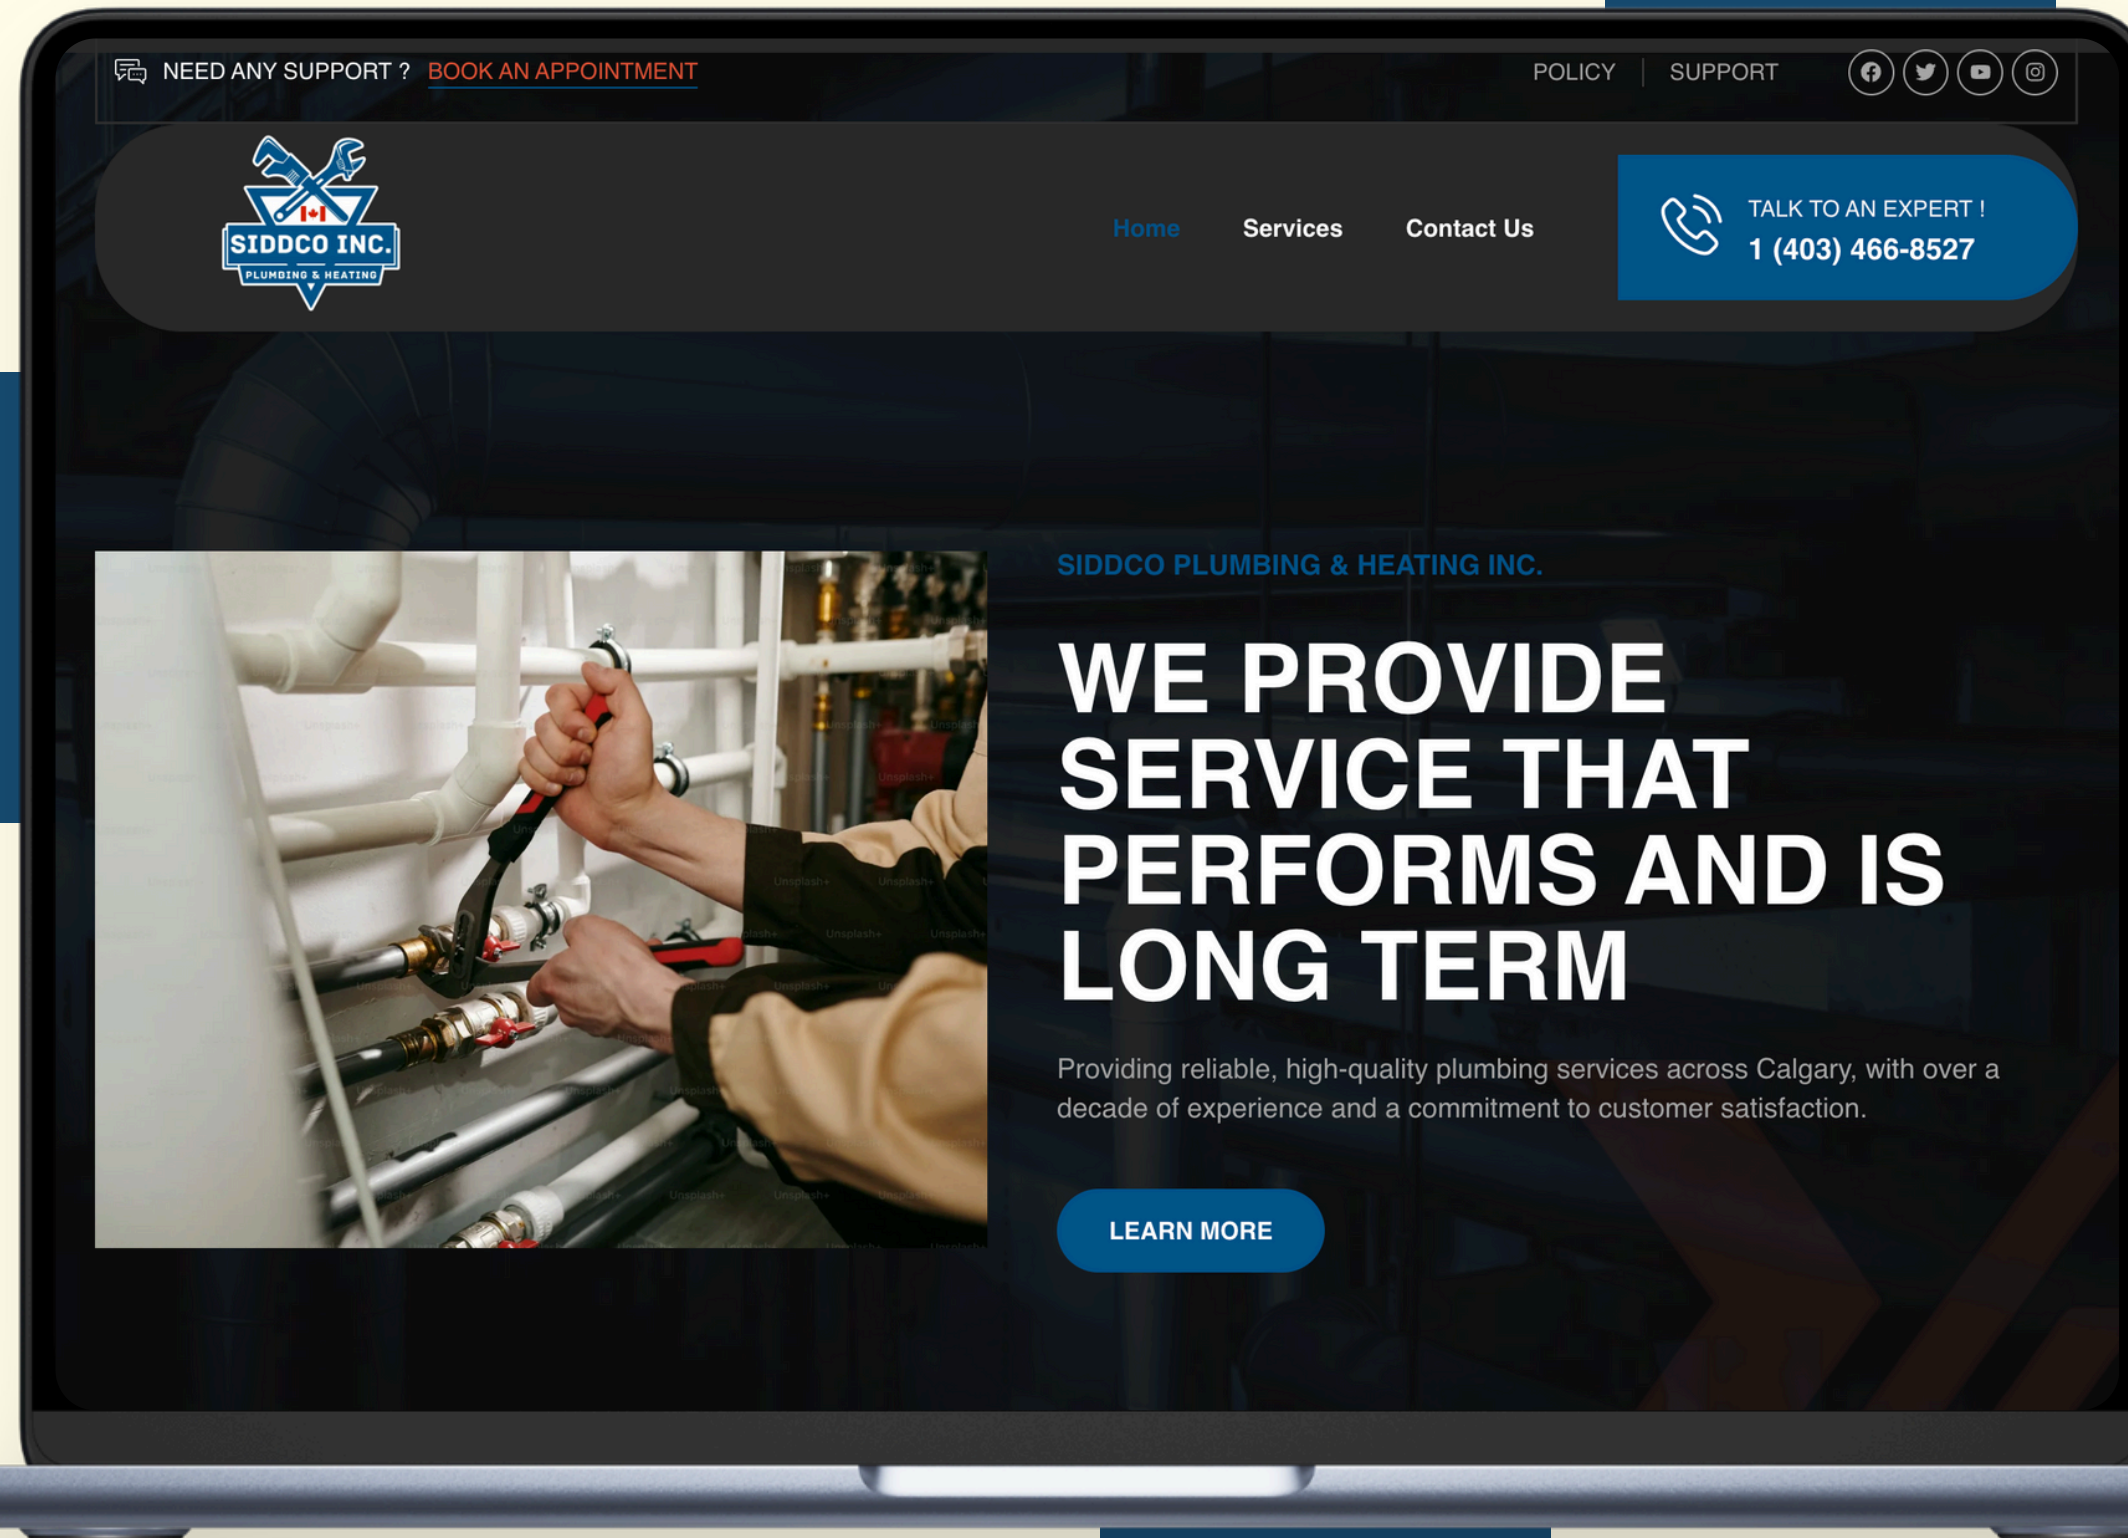 NEED ANY SUPPORT ? BOOK AN APPOINTMENT
POLICY | SUPPORT
SIDDCO INC.
PLUMBING & HEATING
Home Services Contact Us
TALK TO AN EXPERT !
1 (403) 466-8527
SIDDCO PLUMBING & HEATING INC.
WE PROVIDE
SERVICE THAT
PERFORMS AND IS
LONG TERM
Providing reliable, high-quality plumbing services across Calgary, with over a
decade of experience and a commitment to customer satisfaction.
LEARN MORE
Unsplash+